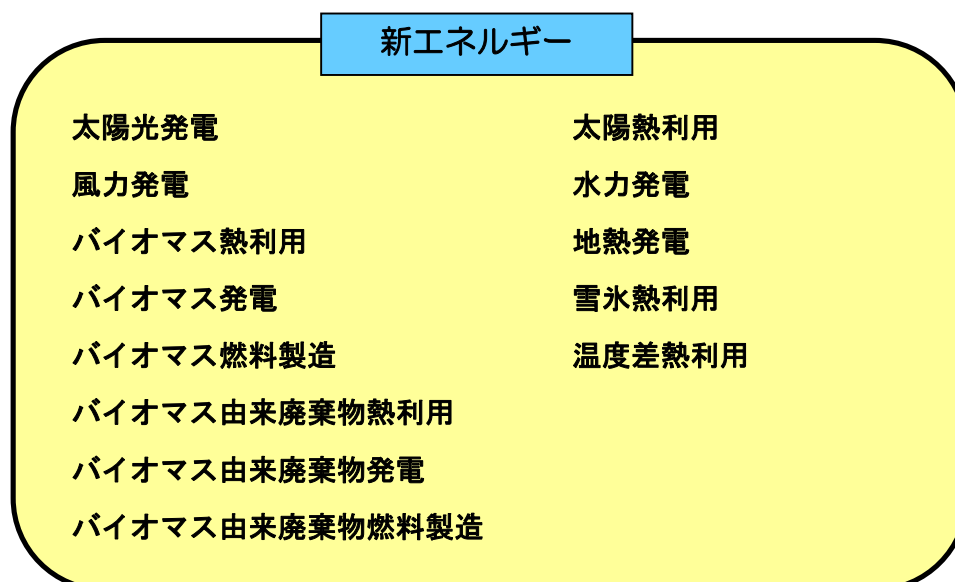 新エネルギー
太陽光発電
風力発電
バイオマス熱利用
バイオマス発電
バイオマス燃料製造
バイオマス由来廃棄物熱利用
バイオマス由来廃棄物発電
バイオマス由来廃棄物燃料製造
太陽熱利用
水力発電
地熱発電
雪氷熱利用
温度差熱利用